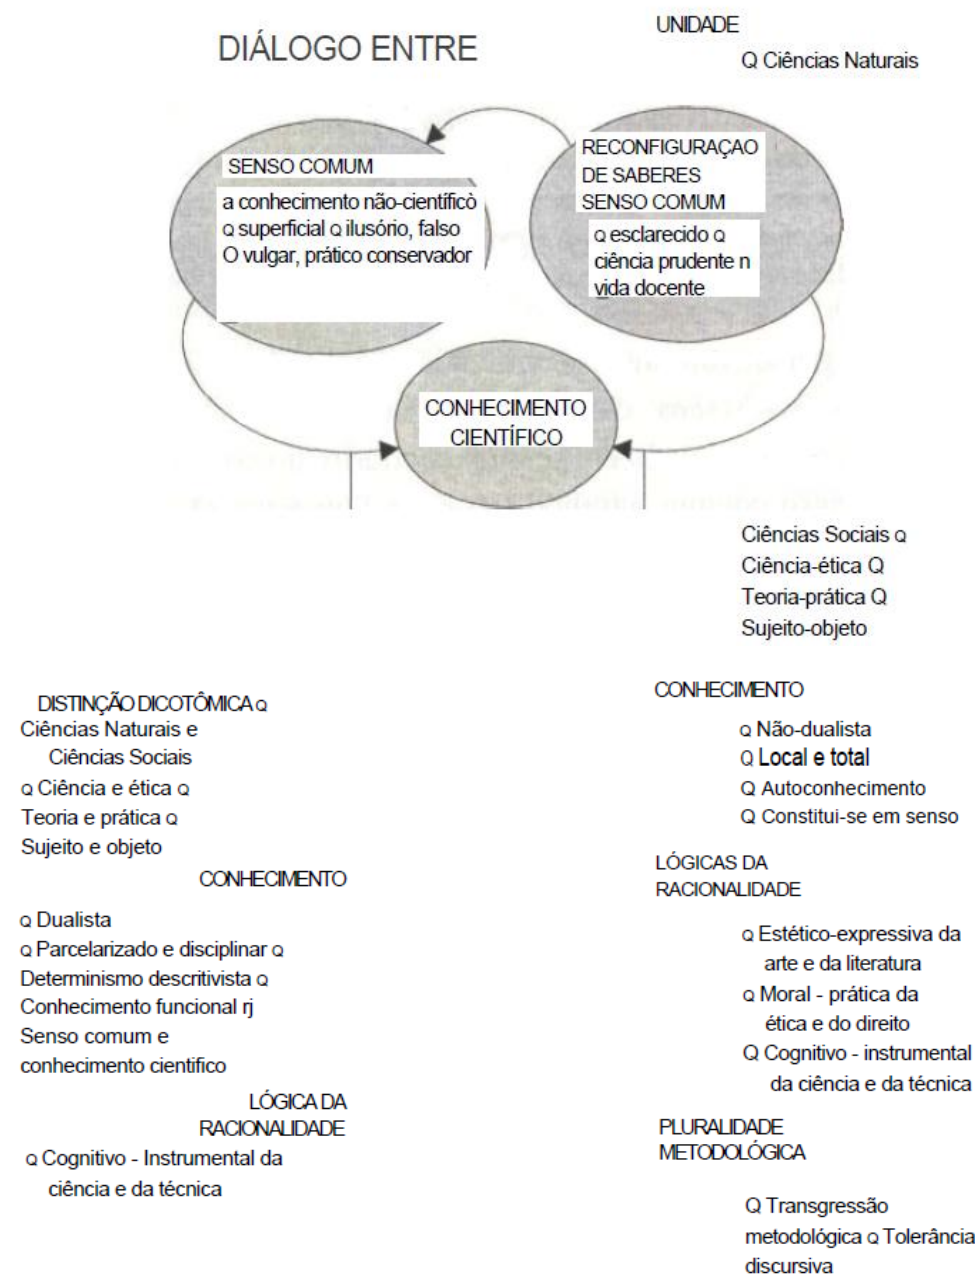 DIÁLOGO ENTRE
UNIDADE
Q Ciências Naturais
SENSO COMUM
a conhecimento não-científicò
Q superficial Q ilusório, falso
O vulgar, prático conservador
RECONFIGURAÇAO
DE SABERES
SENSO COMUM
Q esclarecido Q
ciência prudente n
vida docente
CONHECIMENTO
CIENTÍFICO
Ciências Sociais Q
Ciência-ética Q
Teoria-prática Q
Sujeito-objeto
DISTINÇÃO DICOTÔMICA Q
Ciências Naturais e
Ciências Sociais
Q Ciência e ética Q
Teoria e prática Q
Sujeito e objeto
CONHECIMENTO
Q Dualista
Q Parcelarizado e disciplinar Q
Determinismo descritivista Q
Conhecimento funcional rj
Senso comum e
conhecimento cientifico
LÓGICA DA
RACIONALIDADE
Q Cognitivo - Instrumental da
ciência e da técnica
CONHECIMENTO
Q Não-dualista
Q Local e total
Q Autoconhecimento
Q Constitui-se em senso
LÓGICAS DA
RACIONALIDADE
Q Estético-expressiva da
arte e da literatura
Q Moral - prática da
ética e do direito
Q Cognitivo - instrumental
da ciência e da técnica
PLURALIDADE
METODOLÓGICA
Q Transgressão
metodológica Q Tolerância
discursiva